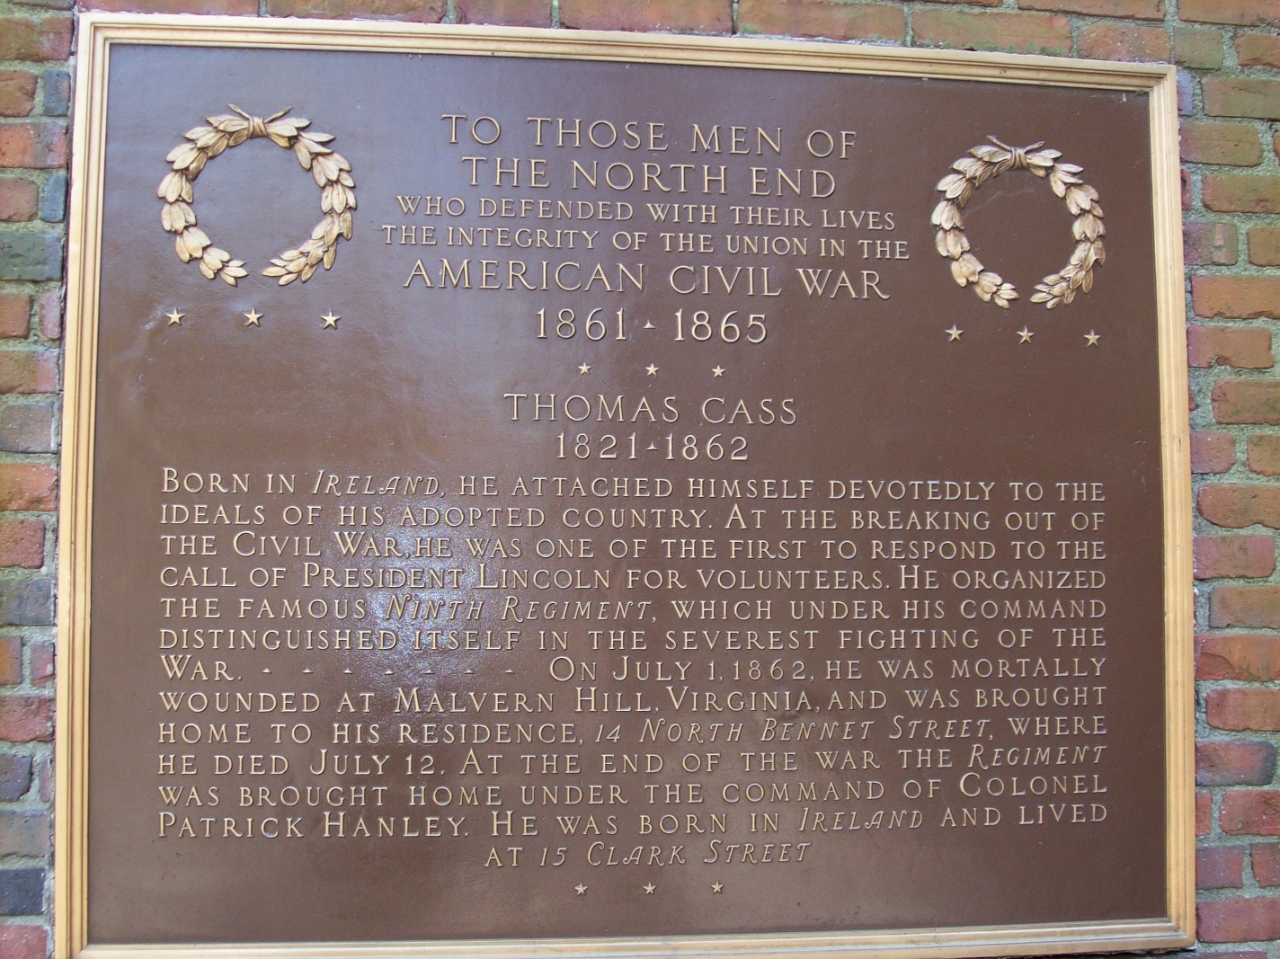 TO THOSE MEN OF
THE NORTH END
WHO DEFENDED WITH THEIR LIVES
THE INTEGRITY OF THE UNION IN THE
AMERICAN CIVIL WAR
1861 - 1865
THOMAS CASS
1821-1862
BORN IN IRELAND, HE ATTACHED HIMSELF DEVOTEDLY TO THE
IDEALS OF HIS ADOPTED COUNTRY. AT THE BREAKING OUT OF
THE CIVIL WAR, HE WAS ONE OF THE FIRST TO RESPOND TO THE
CALL OF PRESIDENT LINCOLN FOR VOLUNTEERS. HE ORGANIZED
THE FAMOUS NINTH REGIMENT, WHICH UNDER HIS COMMAND
DISTINGUISHED ITSELF IN THE SEVEREST FIGHTING OF THE
WAR. - - - - - - - ON JULY 1, 1862, HE WAS MORTALLY
WOUNDED AT MALVERN HILL, VIRGINIA, AND WAS BROUGHT
HOME TO HIS RESIDENCE, 14 NORTH BENNET STREET, WHERE
HE DIED JULY 12. AT THE END OF THE WAR THE REGIMENT
WAS BROUGHT HOME UNDER THE COMMAND OF COLONEL
PATRICK HANLEY. HE WAS BORN IN IRELAND AND LIVED
AT 15 CLARK STREET